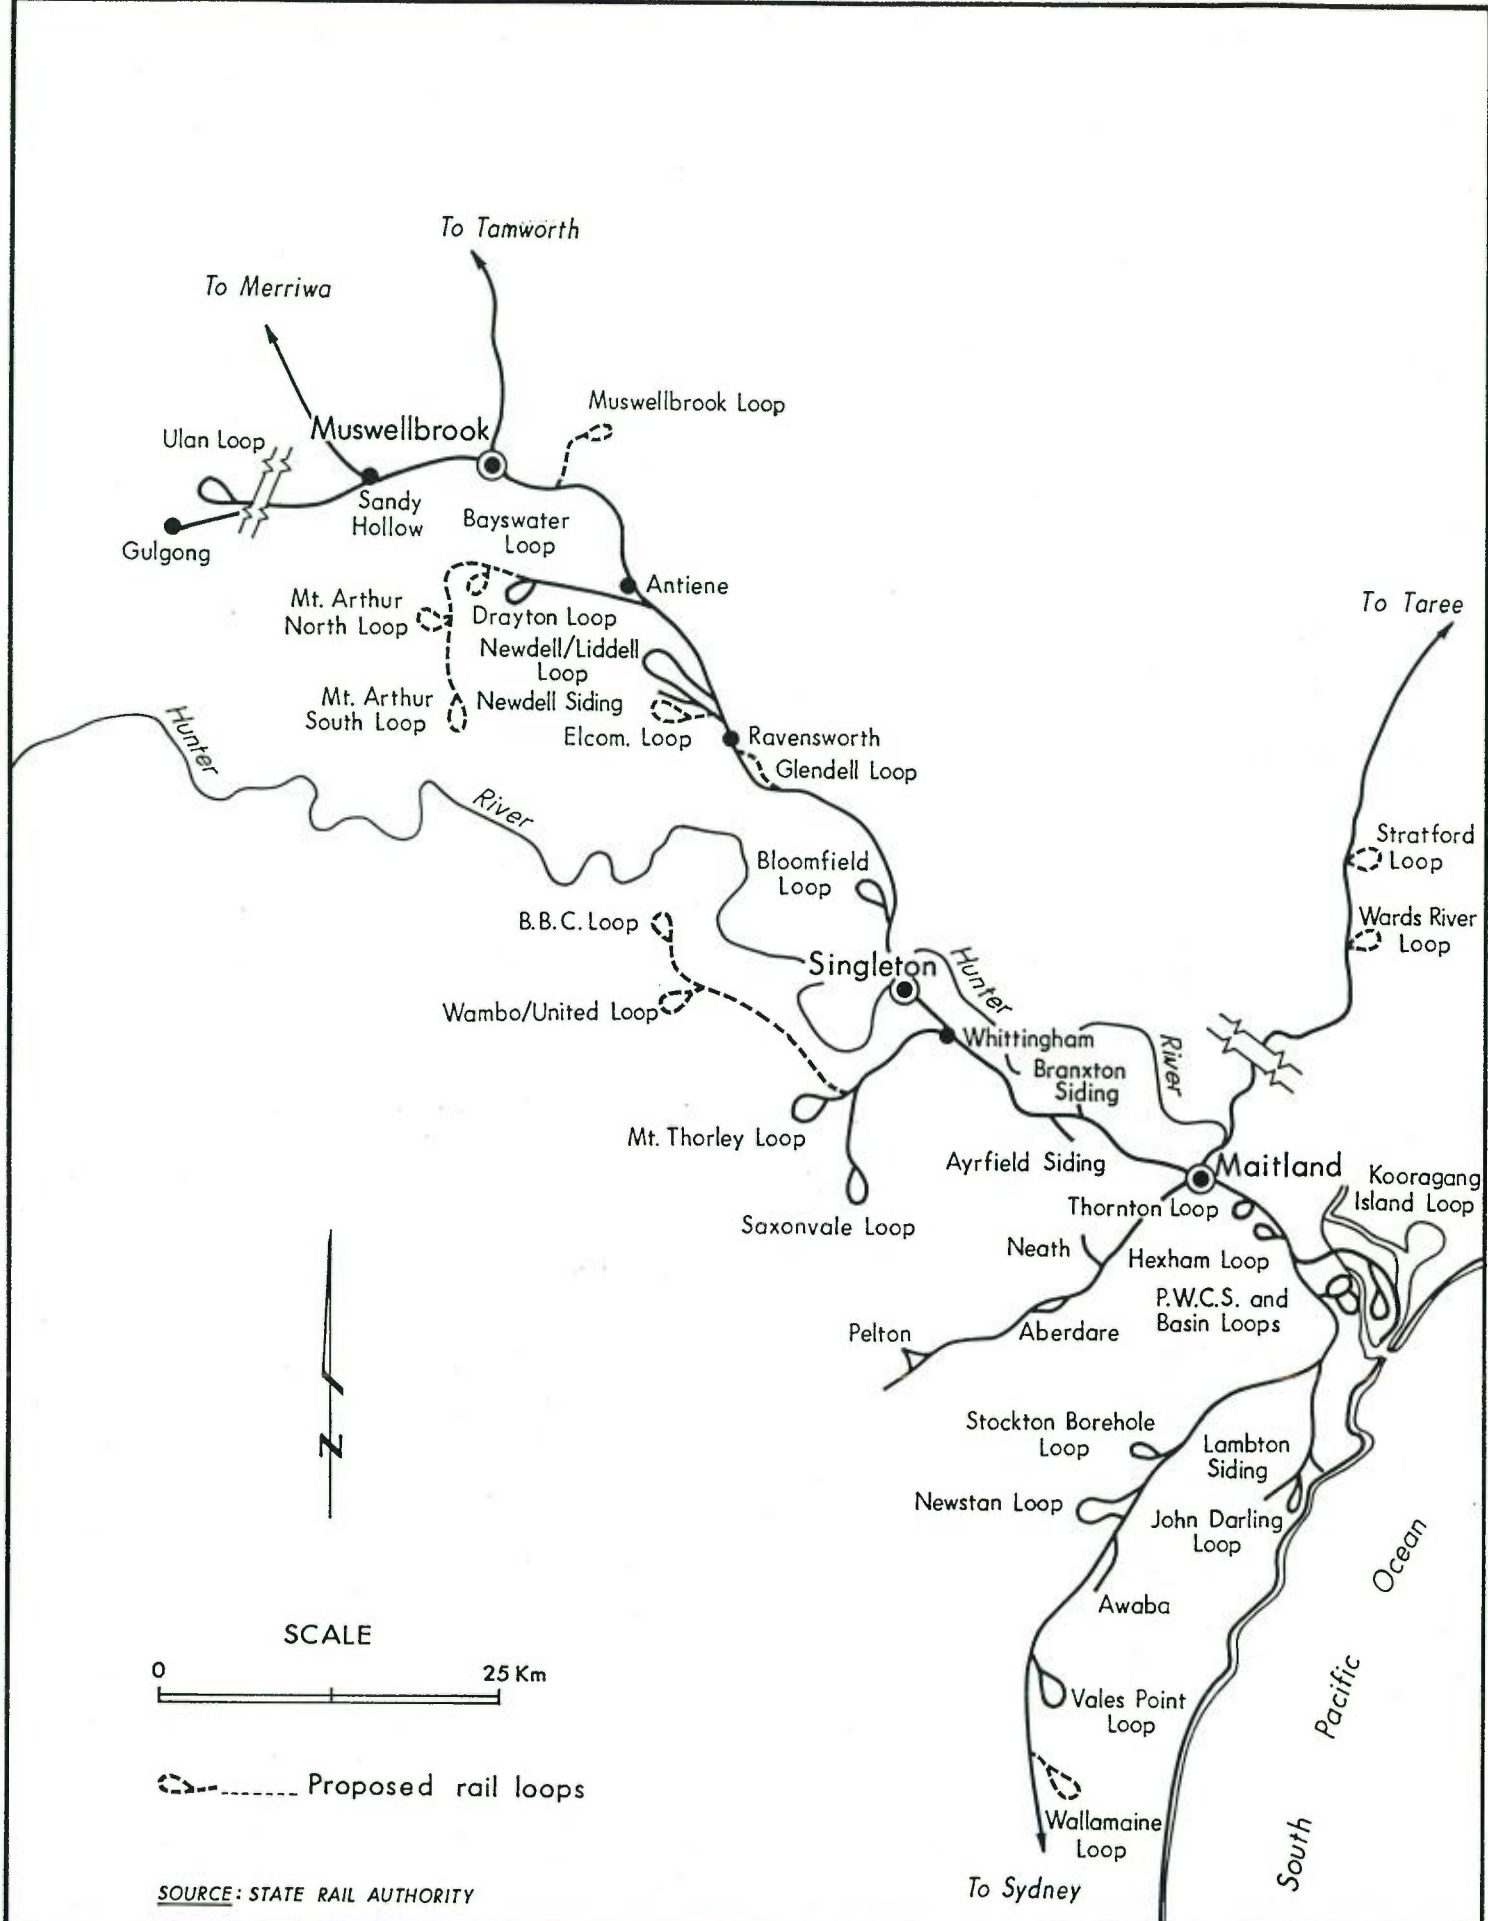 To Tamworth
To Merriwa
Muswellbrook Loop
Muswellbrook
Ulan Loop
Sandy
Hollow
Bayswater
Loop
Gulgong
Antiene
Mt. Arthur
North Loop
Drayton Loop
To Taree
Newdell/Liddell
Loop
Mt. Arthur
South Loop
Newdell Siding
Elcom. Loop
Ravensworth
Glendell Loop
Hunter
River
Stratford
Loop
Bloomfield
Loop
B.B.C. Loop
Wards River
Loop
Singleton
Hunter
Wambo/United Loop
Whittingham
Branxton
Siding
River
Mt. Thorley Loop
Ayrfield Siding
Maitland
Kooragang
Island Loop
Thornton Loop
Saxonvale Loop
Neath
Hexham Loop
P.W.C.S. and
Basin Loops
Pelton
Aberdare
N
Stockton Borehole
Loop
Lambton
Siding
Newstan Loop
John Darling
Loop
Awaba
Ocean
Pacific
South
SCALE
0 25 Km
Vales Point
Loop
Proposed rail loops
Wallamaine
Loop
To Sydney
SOURCE: STATE RAIL AUTHORITY